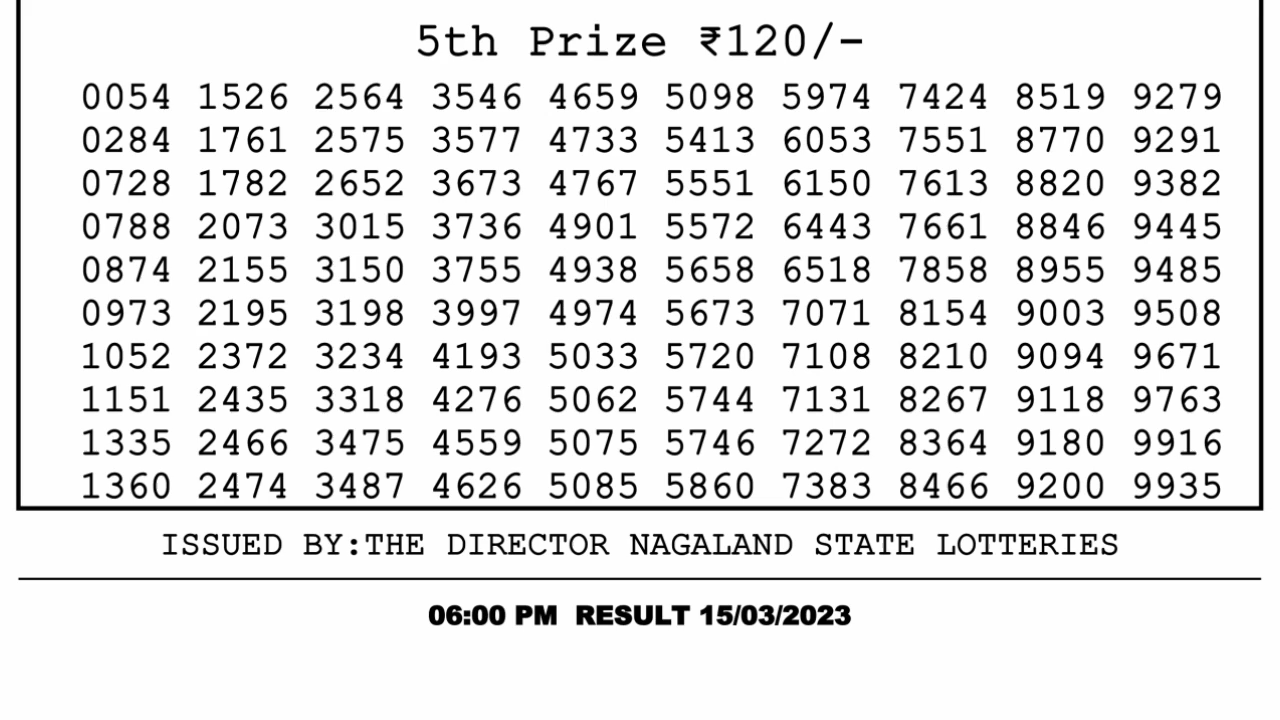 5th Prize ₹120/-
0054 1526 2564 3546 4659 5098 5974 7424 8519 9279
0284 1761 2575 3577 4733 5413 6053 7551 8770 9291
0728 1782 2652 3673 4767 5551 6150 7613 8820 9382
0788 2073 3015 3736 4901 5572 6443 7661 8846 9445
0874 2155 3150 3755 4938 5658 6518 7858 8955 9485
0973 2195 3198 3997 4974 5673 7071 8154 9003 9508
1052 2372 3234 4193 5033 5720 7108 8210 9094 9671
1151 2435 3318 4276 5062 5744 7131 8267 9118 9763
1335 2466 3475 4559 5075 5746 7272 8364 9180 9916
1360 2474 3487 4626 5085 5860 7383 8466 9200 9935
ISSUED BY:THE DIRECTOR NAGALAND STATE LOTTERIES
06:00 PM RESULT 15/03/2023